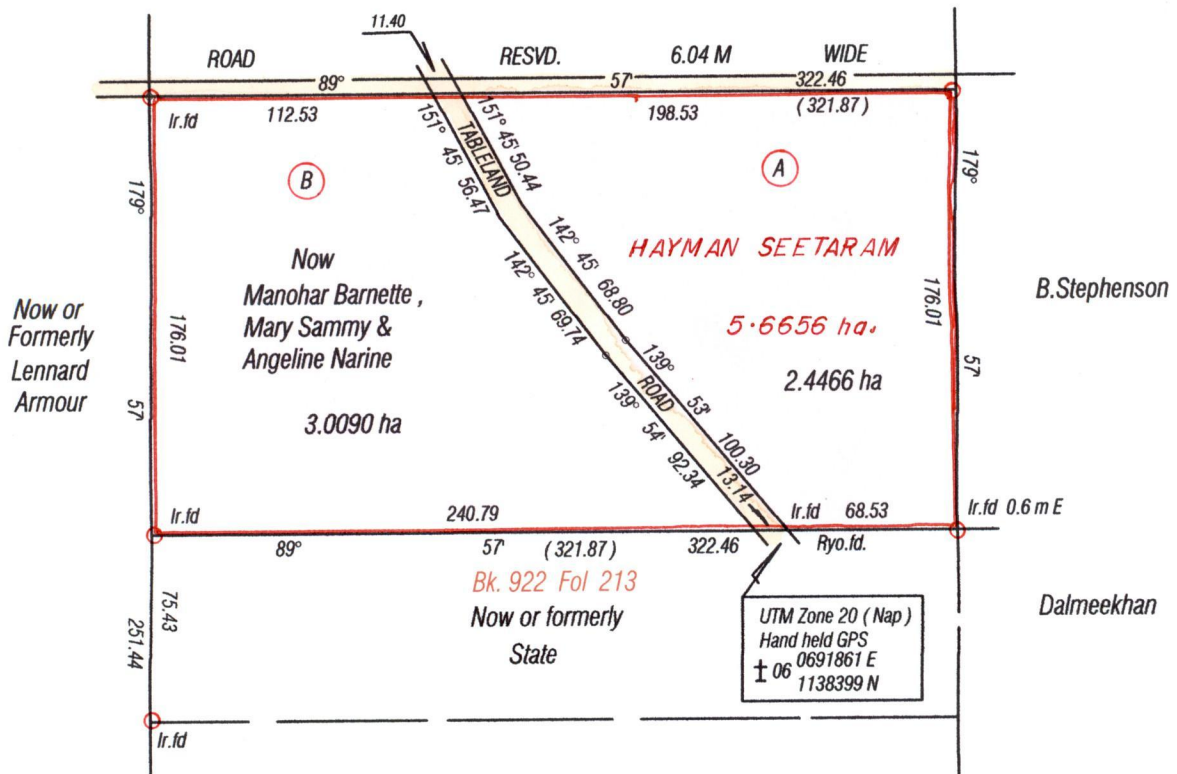 11.40
ROAD RESVD. 6.04 M WIDE
89° 57' 322.46
Ir.fd 112.53 198.53 (321.87)
151° 45' 56.47
TABLELAND
151° 45' 50.44
B
A
179° 57'
176.01
179° 57'
176.01
142° 45' 69.74
142° 45' 68.80
HAYMAN SEETARAM
5.6656 ha.
2.4466 ha
Now
Manohar Barnette ,
Mary Sammy &
Angeline Narine
3.0090 ha
Now or
Formerly
Lennard
Armour
B.Stephenson
139° 54' 92.34
ROAD
139° 53' 100.30
13.14
Ir.fd 240.79 Ir.fd 68.53 Ir.fd 0.6 m E
89° 57' (321.87) 322.46 Ryo.fd.
Bk. 922 Fol 213
Now or formerly
State
75.43
251.44
Dalmeekhan
UTM Zone 20 ( Nap )
Hand held GPS
06 0691861 E
1138399 N
Ir.fd